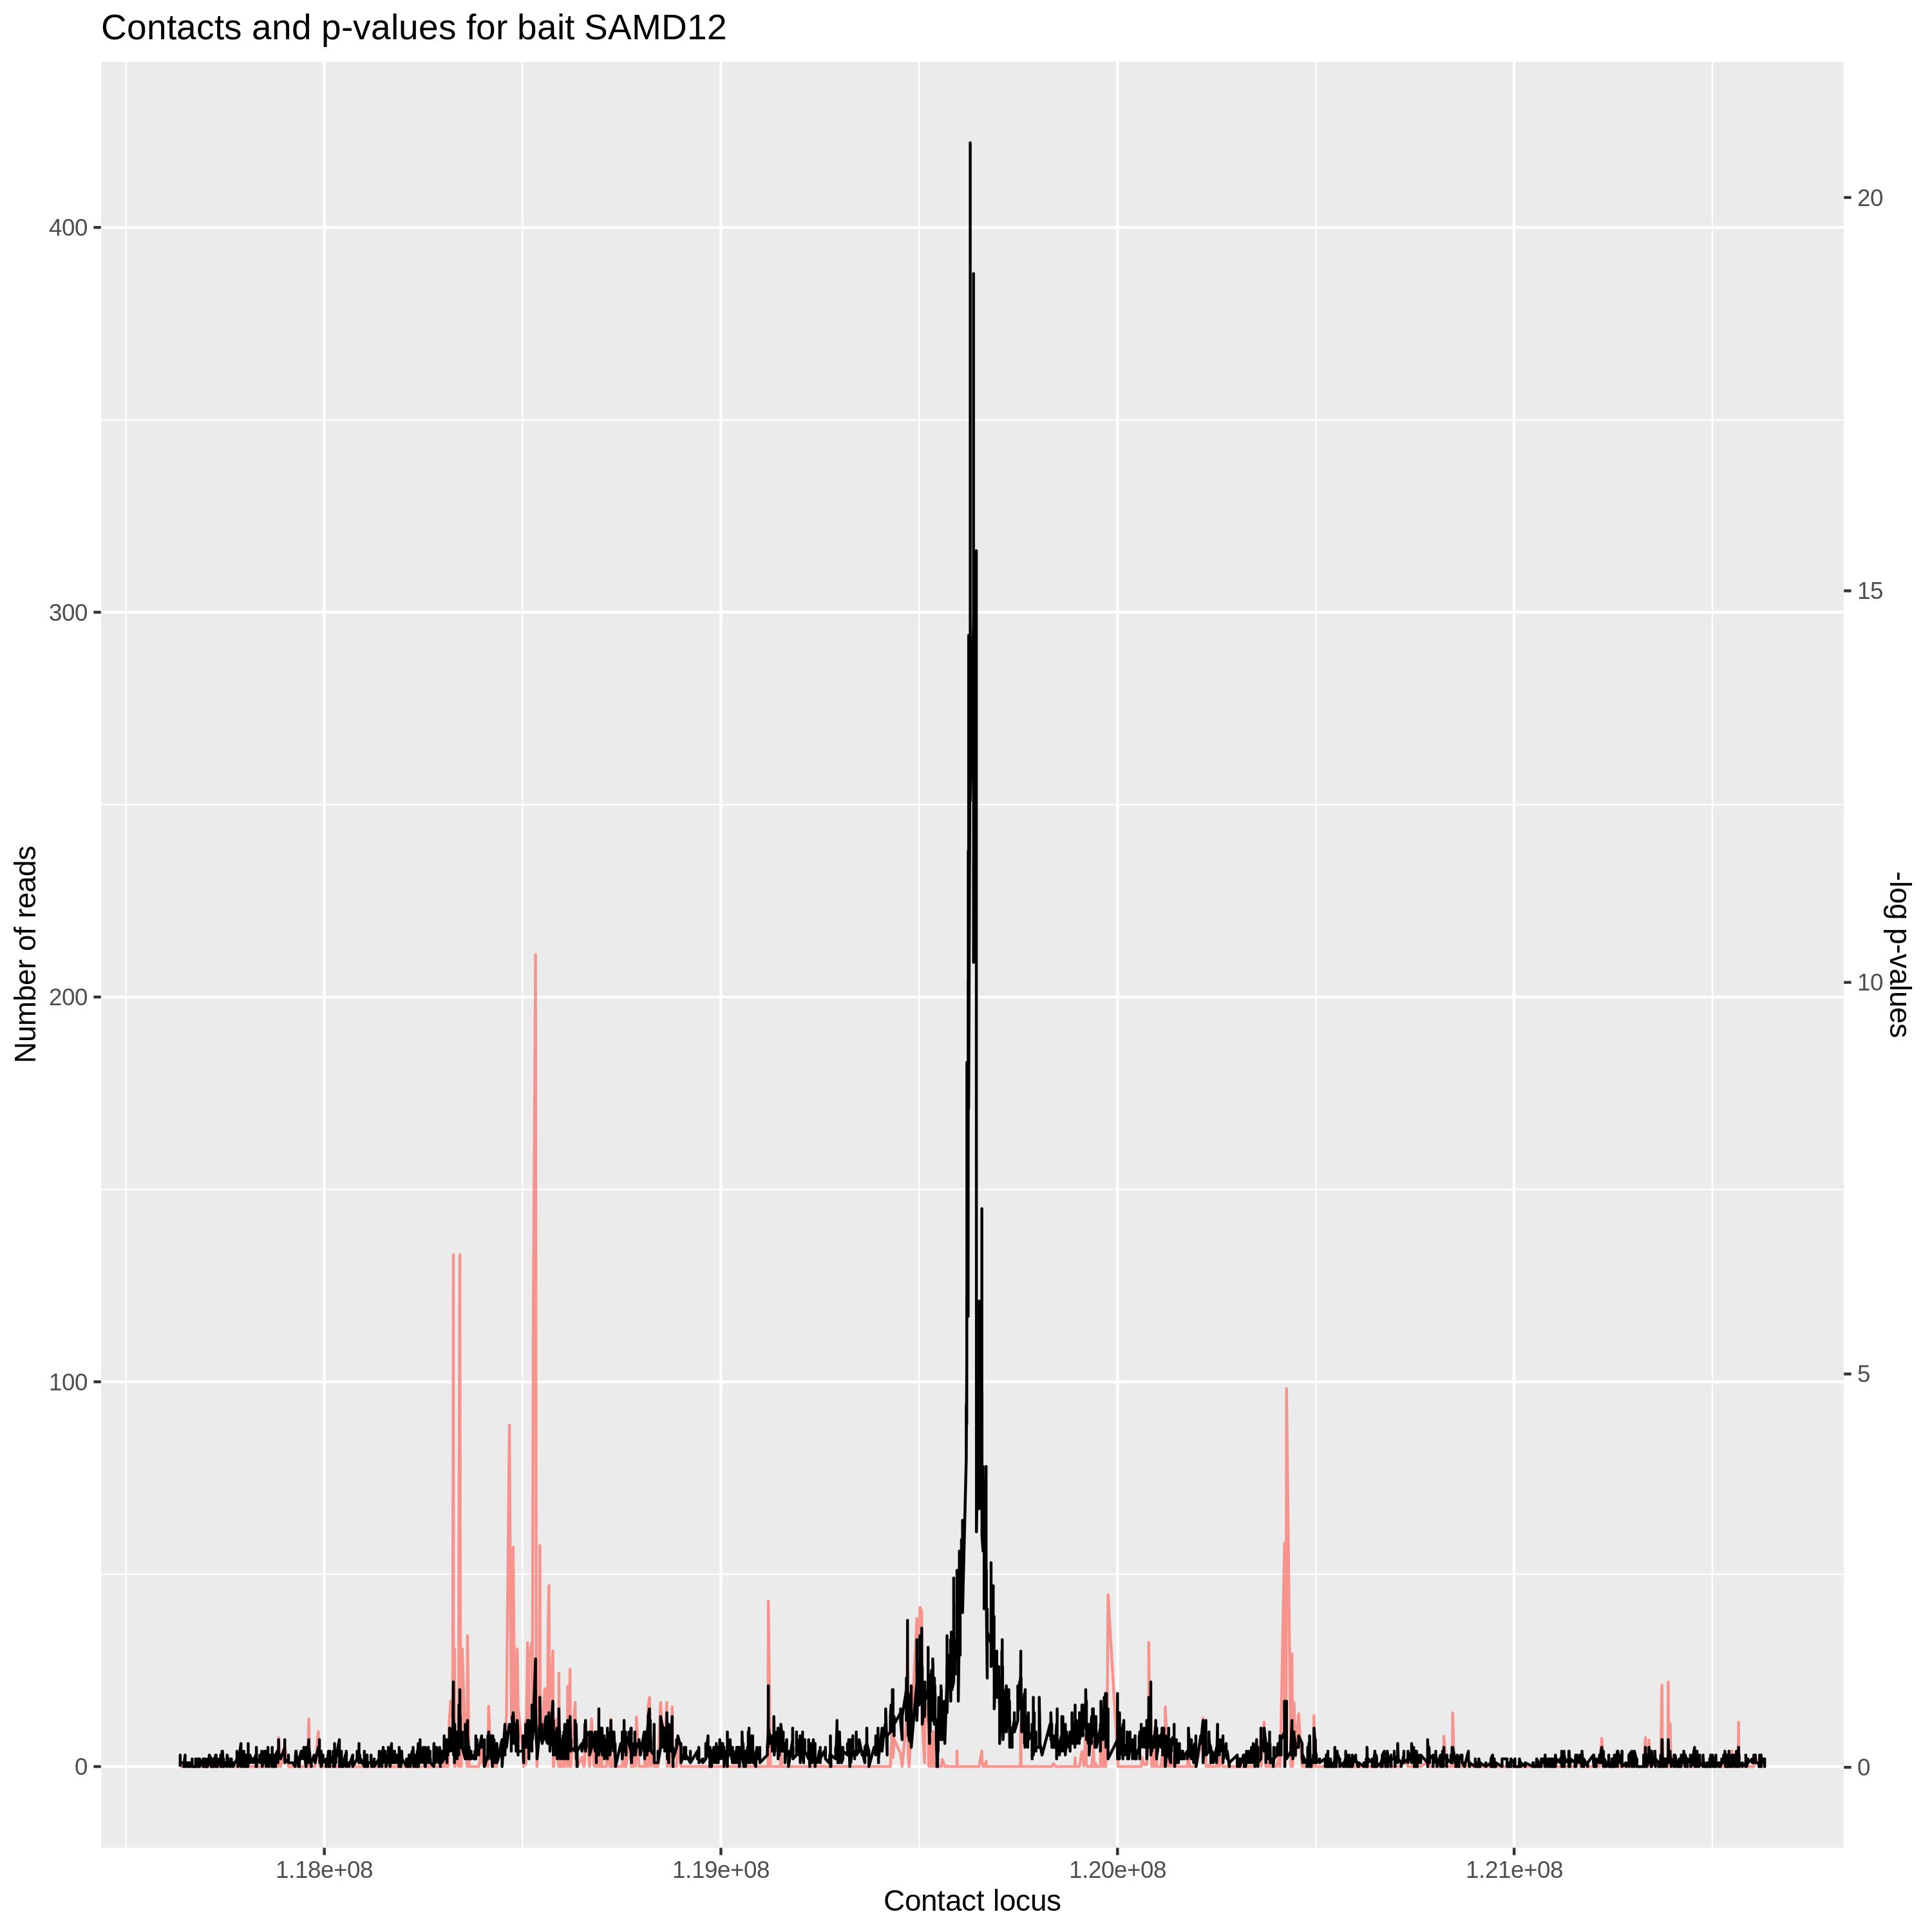 Contacts and p-values for bait SAMD12
400
300
200
100
0
Number of reads
20
15
10
5
0
-log p-values
1.18e+08
1.19e+08
1.20e+08
1.21e+08
Contact locus